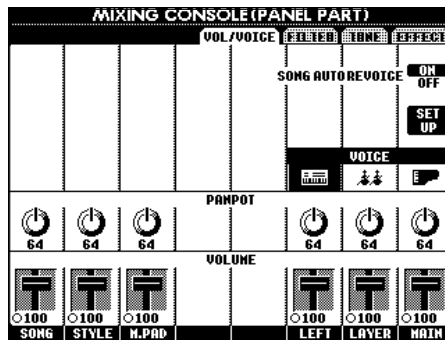 MIXING CONSOLE(PANEL PART)
VOL/VOICE FILTER TUNE EFFECT
SONG AUTO REVOICE ON
OFF
SET
UP
VOICE
PANPOT
64 64 64 64 64 64
VOLUME
100 100 100 100 100 100
SONG STYLE M.PAD LEFT LAYER MAIN